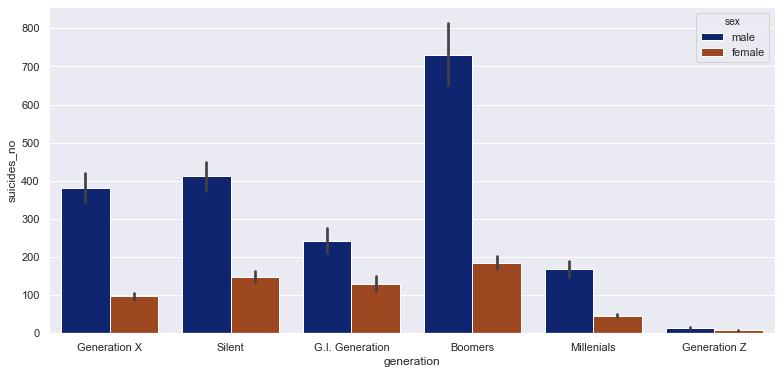 800
700
600
500
400
300
200
100
0
suicides_no
sex
male
female
Generation X
Silent
G.I. Generation
Boomers
Millenials
Generation Z
generation